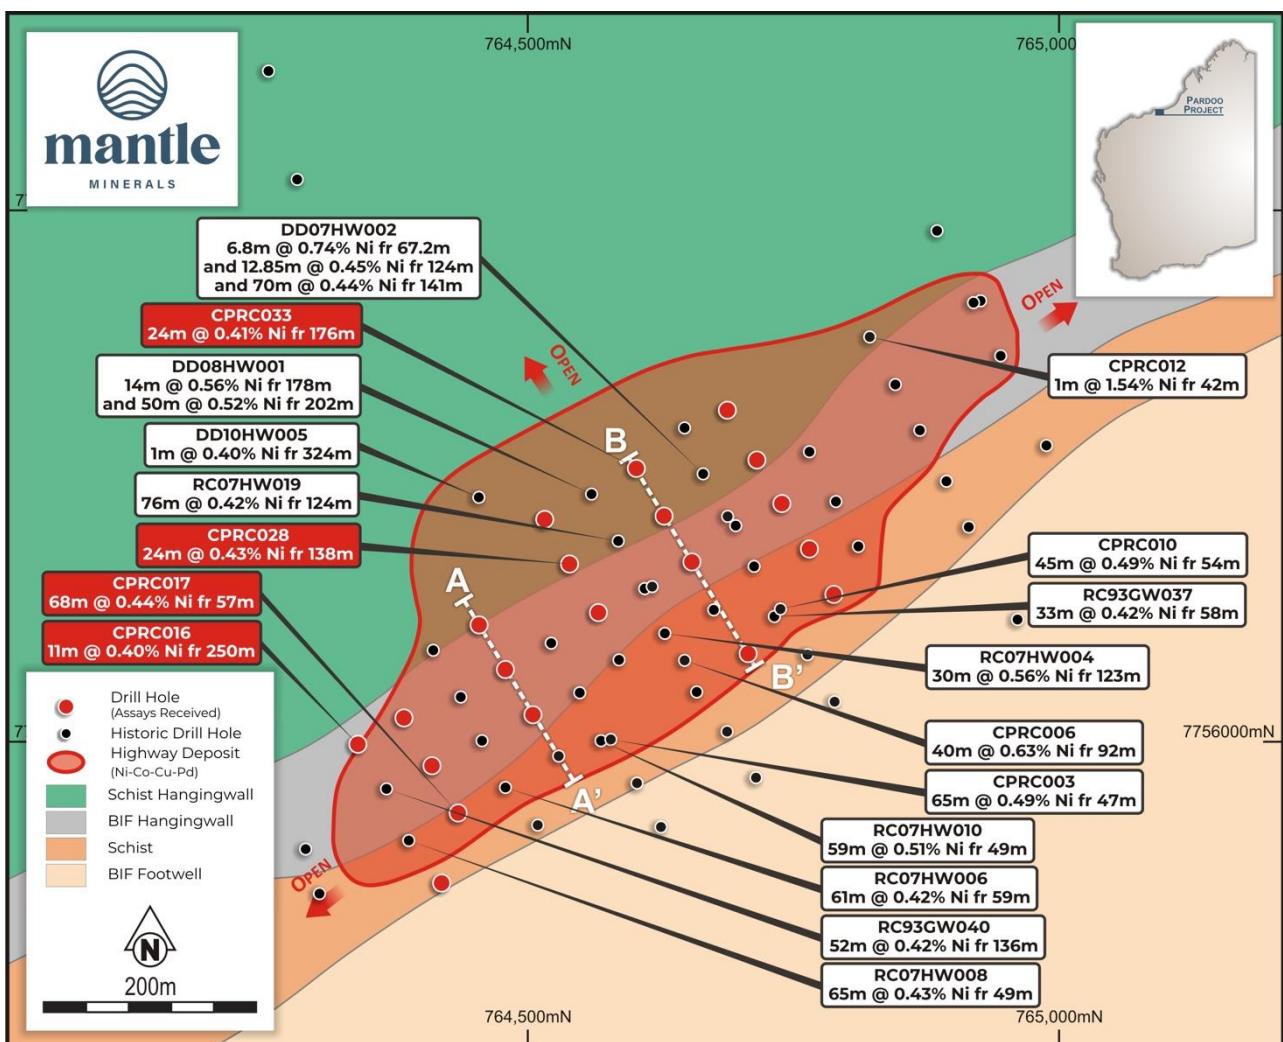 764,500mN
765,000
mantle
MINERALS
PARDOO
PROJECT
77
DD07HW002
6.8m @ 0.74% Ni fr 67.2m
and 12.85m @ 0.45% Ni fr 124m
and 70m @ 0.44% Ni fr 141m
OPEN
CPRC033
24m @ 0.41% Ni fr 176m
OPEN
CPRC012
1m @ 1.54% Ni fr 42m
DD08HW001
14m @ 0.56% Ni fr 178m
and 50m @ 0.52% Ni fr 202m
B
DD10HW005
1m @ 0.40% Ni fr 324m
RC07HW019
76m @ 0.42% Ni fr 124m
CPRC028
24m @ 0.43% Ni fr 138m
CPRC010
45m @ 0.49% Ni fr 54m
A
CPRC017
68m @ 0.44% Ni fr 57m
RC93GW037
33m @ 0.42% Ni fr 58m
CPRC016
11m @ 0.40% Ni fr 250m
RC07HW004
30m @ 0.56% Ni fr 123m
B'
Drill Hole
(Assays Received)
Historic Drill Hole
Highway Deposit
(Ni-Co-Cu-Pd)
Schist Hangingwall
BIF Hangingwall
Schist
BIF Footwell
N
200m
77
CPRC006
40m @ 0.63% Ni fr 92m
7756000mN
CPRC003
65m @ 0.49% Ni fr 47m
A'
RC07HW010
59m @ 0.51% Ni fr 49m
RC07HW006
61m @ 0.42% Ni fr 59m
OPEN
RC93GW040
52m @ 0.42% Ni fr 136m
RC07HW008
65m @ 0.43% Ni fr 49m
764,500mN
765,000mN